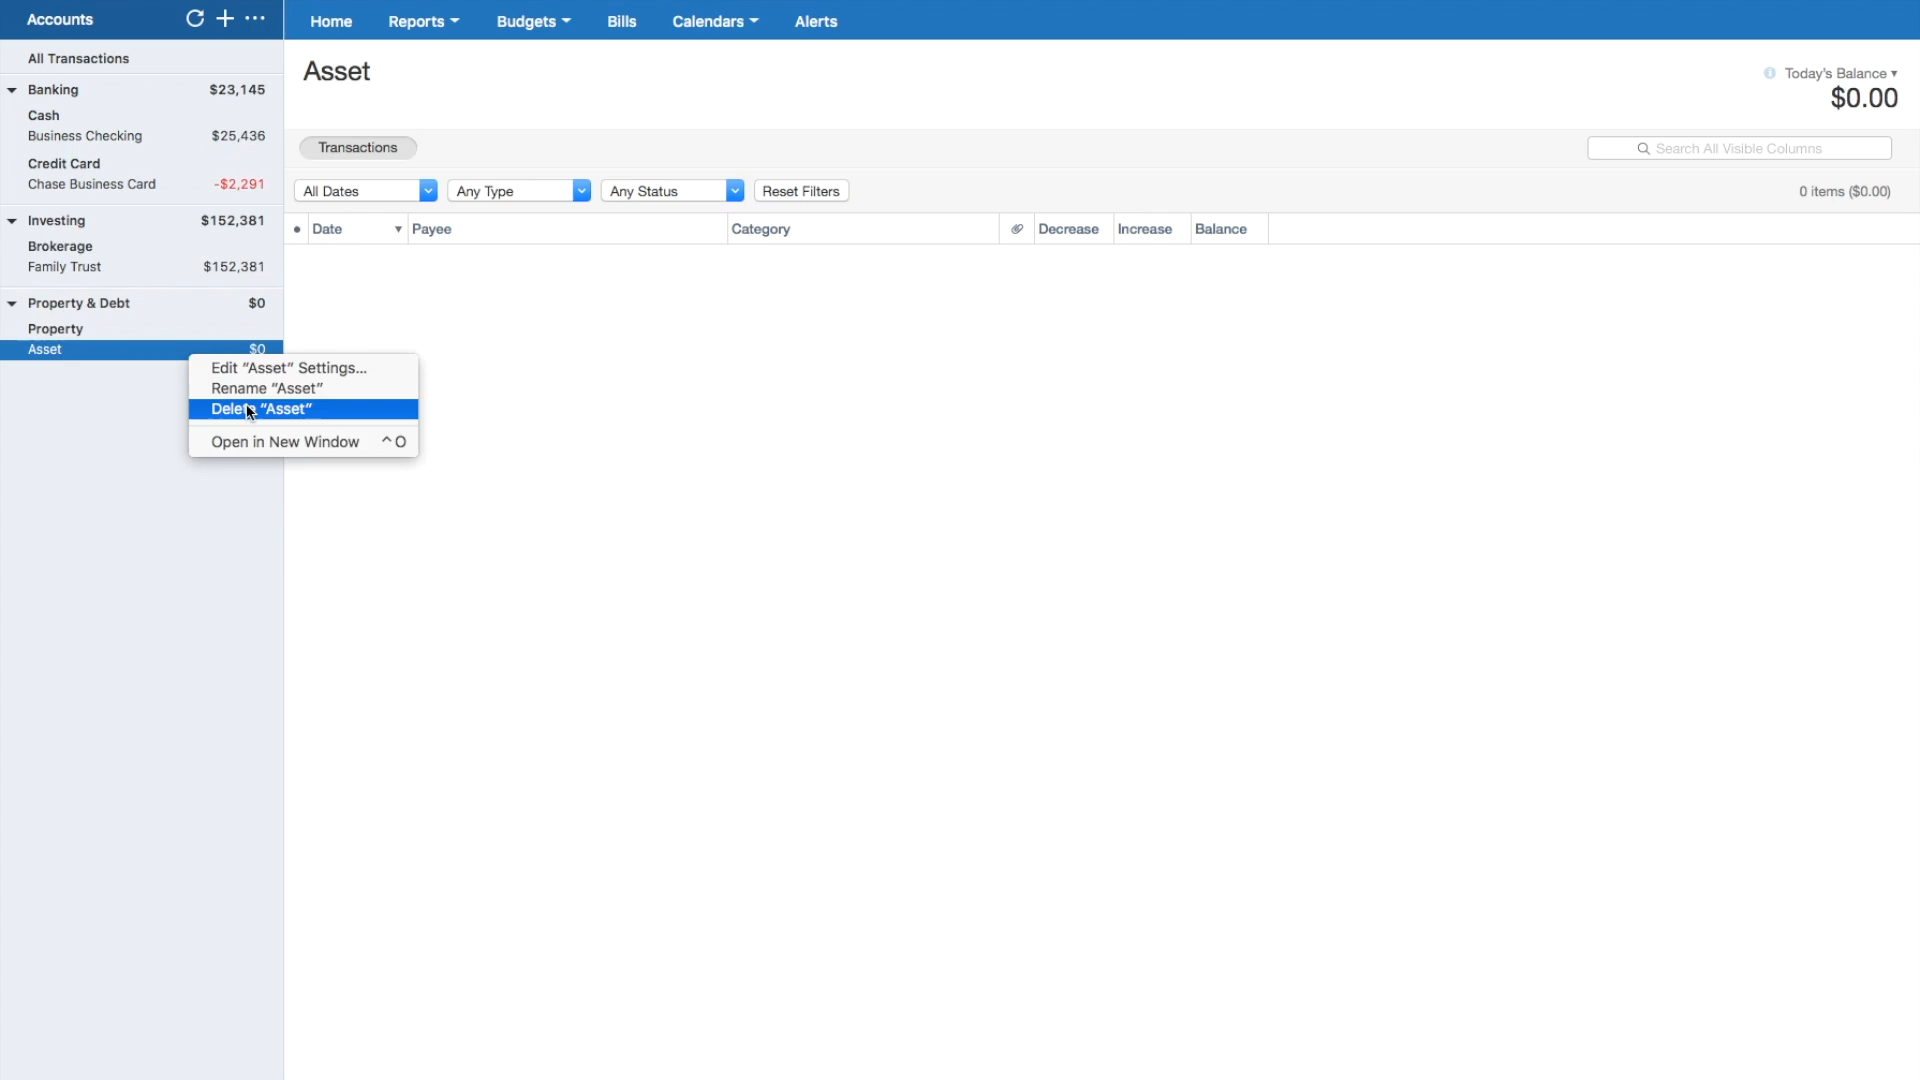 Accounts
Home Reports Budgets Bills Calendars Alerts
All Transactions
Banking $23,145
Cash
Business Checking $25,436
Credit Card
Chase Business Card -$2,291
Investing $152,381
Brokerage
Family Trust $152,381
Property & Debt $0
Property
Asset $0
Edit “Asset” Settings...
Rename “Asset”
Delete “Asset”
Open in New Window ^ O
Asset
Today's Balance
$0.00
Transactions
Search All Visible Columns
All Dates Any Type Any Status Reset Filters
0 items ($0.00)
Date Payee Category Decrease Increase Balance